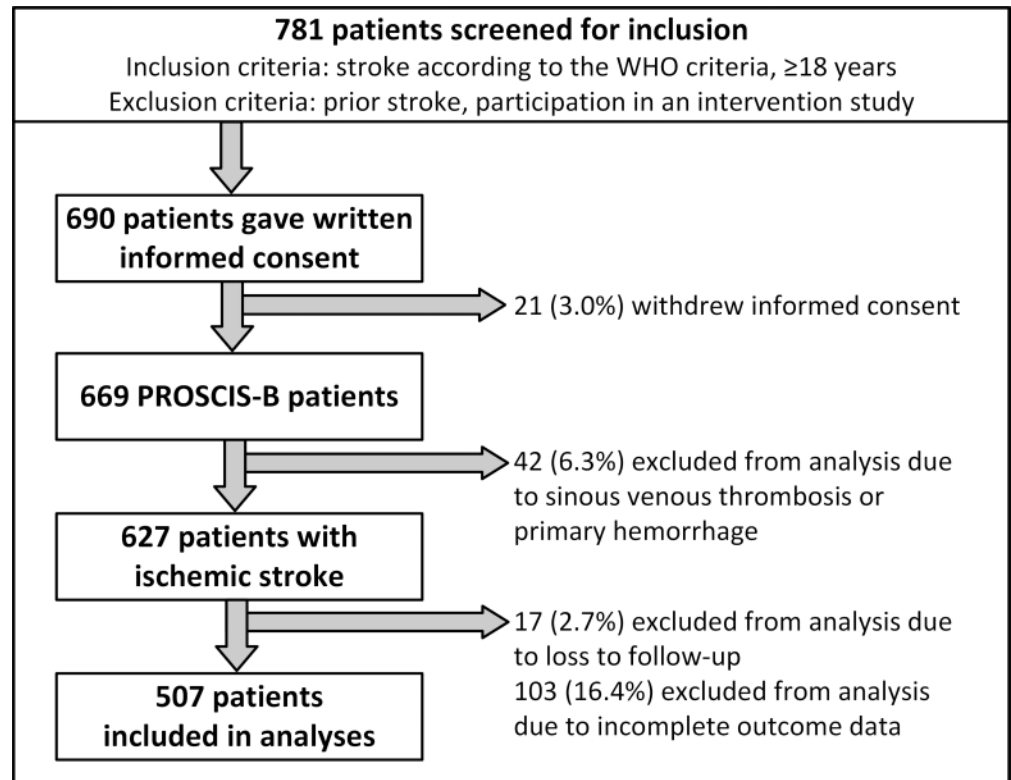 781 patients screened for inclusion
Inclusion criteria: stroke according to the WHO criteria, ≥18 years
Exclusion criteria: prior stroke, participation in an intervention study
690 patients gave written
informed consent
21 (3.0%) withdrew informed consent
669 PROSCIS-B patients
42 (6.3%) excluded from analysis due
to sinous venous thrombosis or
primary hemorrhage
627 patients with
ischemic stroke
17 (2.7%) excluded from analysis due
to loss to follow-up
103 (16.4%) excluded from analysis
due to incomplete outcome data
507 patients
included in analyses